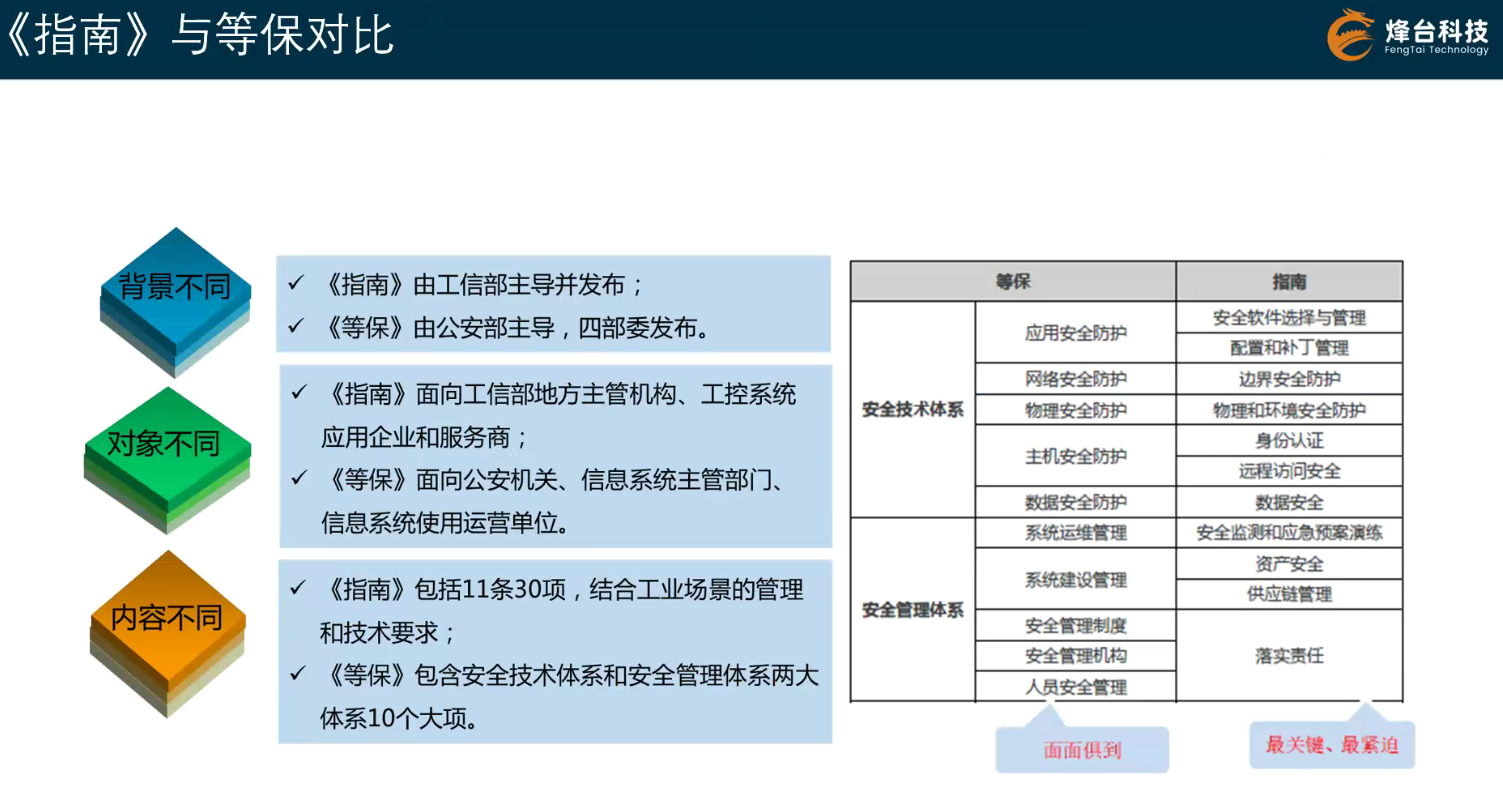 《指南》与等保对比
烽台科技
FengTai Technology
背景不同
✓ 《指南》由工信部主导并发布；
✓ 《等保》由公安部主导，四部委发布。
对象不同
✓ 《指南》面向工信部地方主管机构、工控系统
应用企业和服务商；
✓ 《等保》面向公安机关、信息系统主管部门、
信息系统使用运营单位。
内容不同
✓ 《指南》包括11条30项，结合工业场景的管理
和技术要求；
✓ 《等保》包含安全技术体系和安全管理体系两大
体系10个大项。
等保 指南
安全技术体系
应用安全防护
安全软件选择与管理
配置和补丁管理
网络安全防护 边界安全防护
物理安全防护 物理和环境安全防护
主机安全防护
身份认证
远程访问安全
数据安全防护 数据安全
安全管理体系
系统运维管理 安全监测和应急预案演练
系统建设管理
资产安全
供应链管理
安全管理制度
安全管理机构
人员安全管理
落实责任
面面俱到
最关键、最紧迫